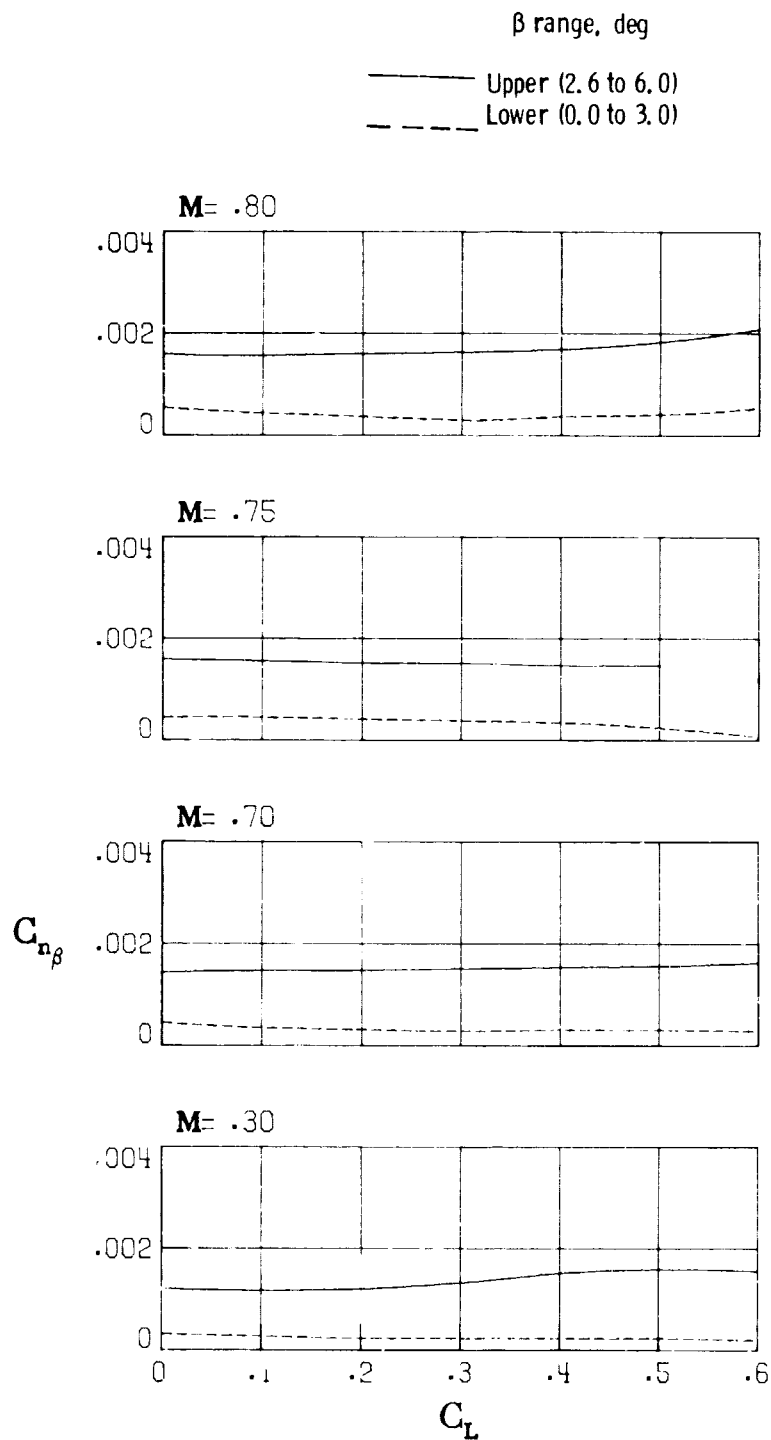 β range, deg
Upper (2.6 to 6.0)
Lower (0.0 to 3.0)
M= .80
.004
.002
0
M= .75
.004
.002
0
M= .70
.004
.002
0
C_{nβ}
M= .30
.004
.002
0
0 .1 .2 .3 .4 .5 .6
C_L